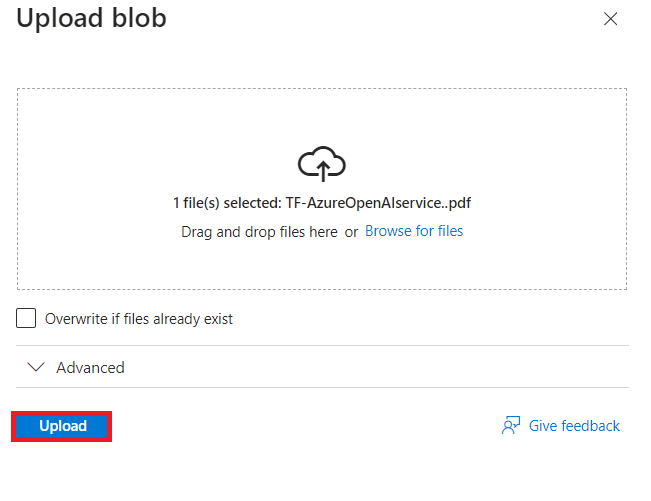 Upload blob
1 file(s) selected: TF-AzureOpenAIservice..pdf
Drag and drop files here or Browse for files
Overwrite if files already exist
Advanced
Upload
Give feedback